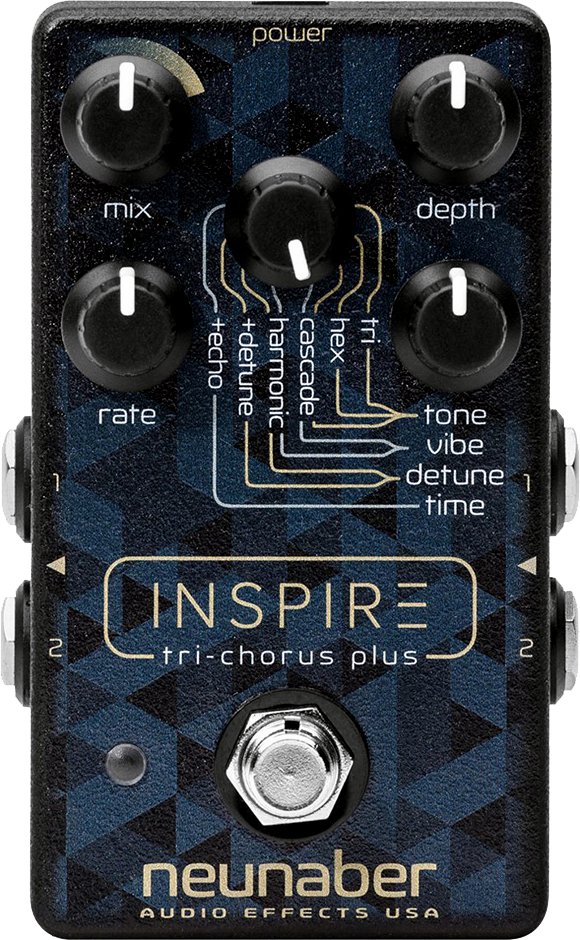 power
mix
depth
rate
+echo
+detune
harmonic
cascade
hex
tri
tone
vibe
detune
time
1
1
INSPIRE
tri-chorus plus
2
2
neunaber
AUDIO EFFECTS USA